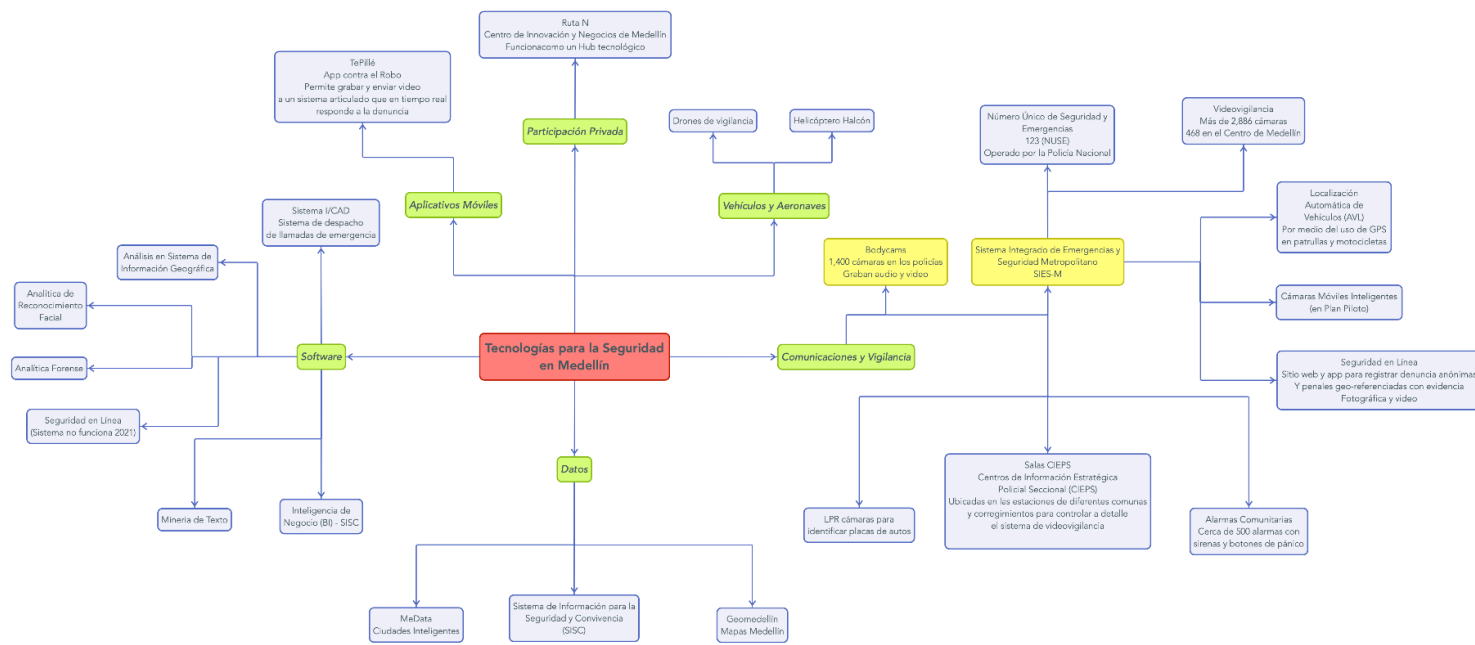 Ruta N
Centro de Innovación y Negocios de Medellín
Funcionacomo un Hub tecnológico
TePillé
App contra el Robo
Permite grabar y enviar video
a un sistema articulado que en tiempo real
responde a la denuncia
Participación Privada
Drones de vigilancia
Helicóptero Halcón
Número Único de Seguridad y
Emergencias
123 (NUSE)
Operado por la Policía Nacional
Videovigilancia
Más de 2,886 cámaras
468 en el Centro de Medellín
Aplicativos Móviles
Vehículos y Aeronaves
Localización
Automática de
Vehículos (AVL)
Por medio del uso de GPS
en patrullas y motocicletas
Sistema I/CAD
Sistema de despacho
de llamadas de emergencia
Análisis en Sistema de
Información Geográfica
Bodycams
1,400 cámaras en los policías
Graban audio y video
Sistema Integrado de Emergencias y
Seguridad Metropolitano
SIES-M
Analítica de
Reconocimiento
Facial
Cámaras Móviles Inteligentes
(en Plan Piloto)
Software
Tecnologías para la Seguridad
en Medellín
Comunicaciones y Vigilancia
Analítica Forense
Seguridad en Línea
Sitio web y app para registrar denuncia anónimas
Y penales geo-referenciadas con evidencia
Fotográfica y video
Seguridad en Línea
(Sistema no funciona 2021)
Datos
Minería de Texto
Inteligencia de
Negocio (BI) - SISC
LPR cámaras para
identificar placas de autos
Salas CIEPS
Centros de Información Estratégica
Policial Seccional (CIEPS)
Ubicadas en las estaciones de diferentes comunas
y corregimientos para controlar a detalle
el sistema de videovigilancia
Alarmas Comunitarias
Cerca de 500 alarmas con
sirenas y botones de pánico
MeData
Ciudades Inteligentes
Sistema de Información para la
Seguridad y Convivencia
(SISC)
Geomedellín
Mapas Medellín